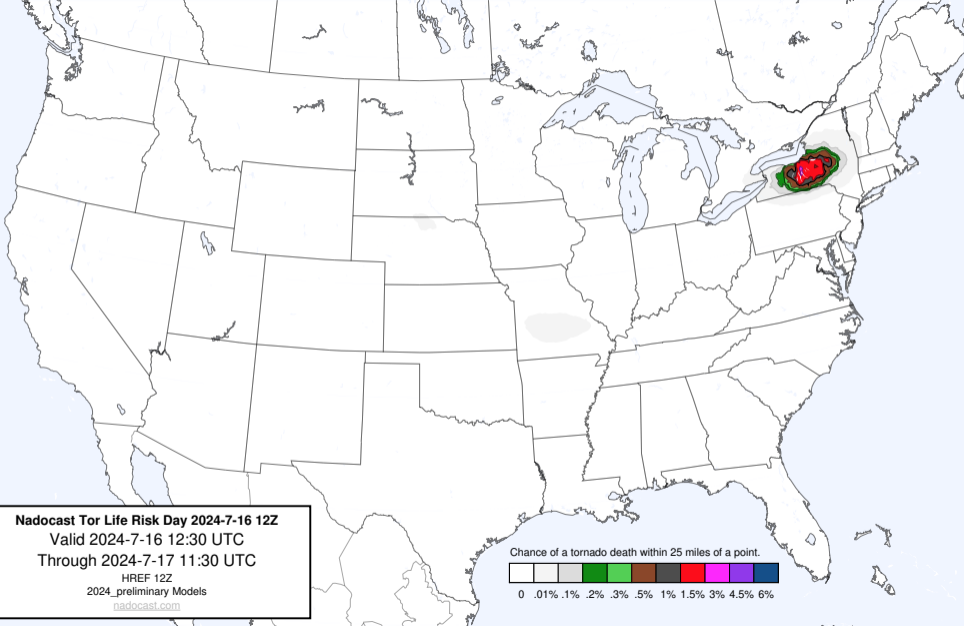 Nadocast Tor Life Risk Day 2024-7-16 12Z
Valid 2024-7-16 12:30 UTC
Through 2024-7-17 11:30 UTC
HREF 12Z
2024_preliminary Models
nadocast.com
Chance of a tornado death within 25 miles of a point.
0 .01% .1% .2% .3% .5% 1% 1.5% 3% 4.5% 6%